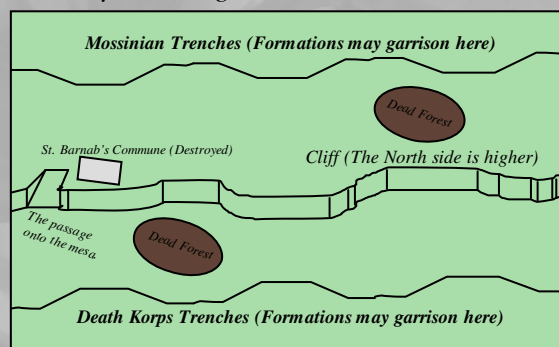 Mossinian Trenches (Formations may garrison here)
Dead Forest
St. Barnab's Commune (Destroyed)
Cliff (The North side is higher)
The passage
onto the mesa
Dead Forest
Death Korps Trenches (Formations may garrison here)